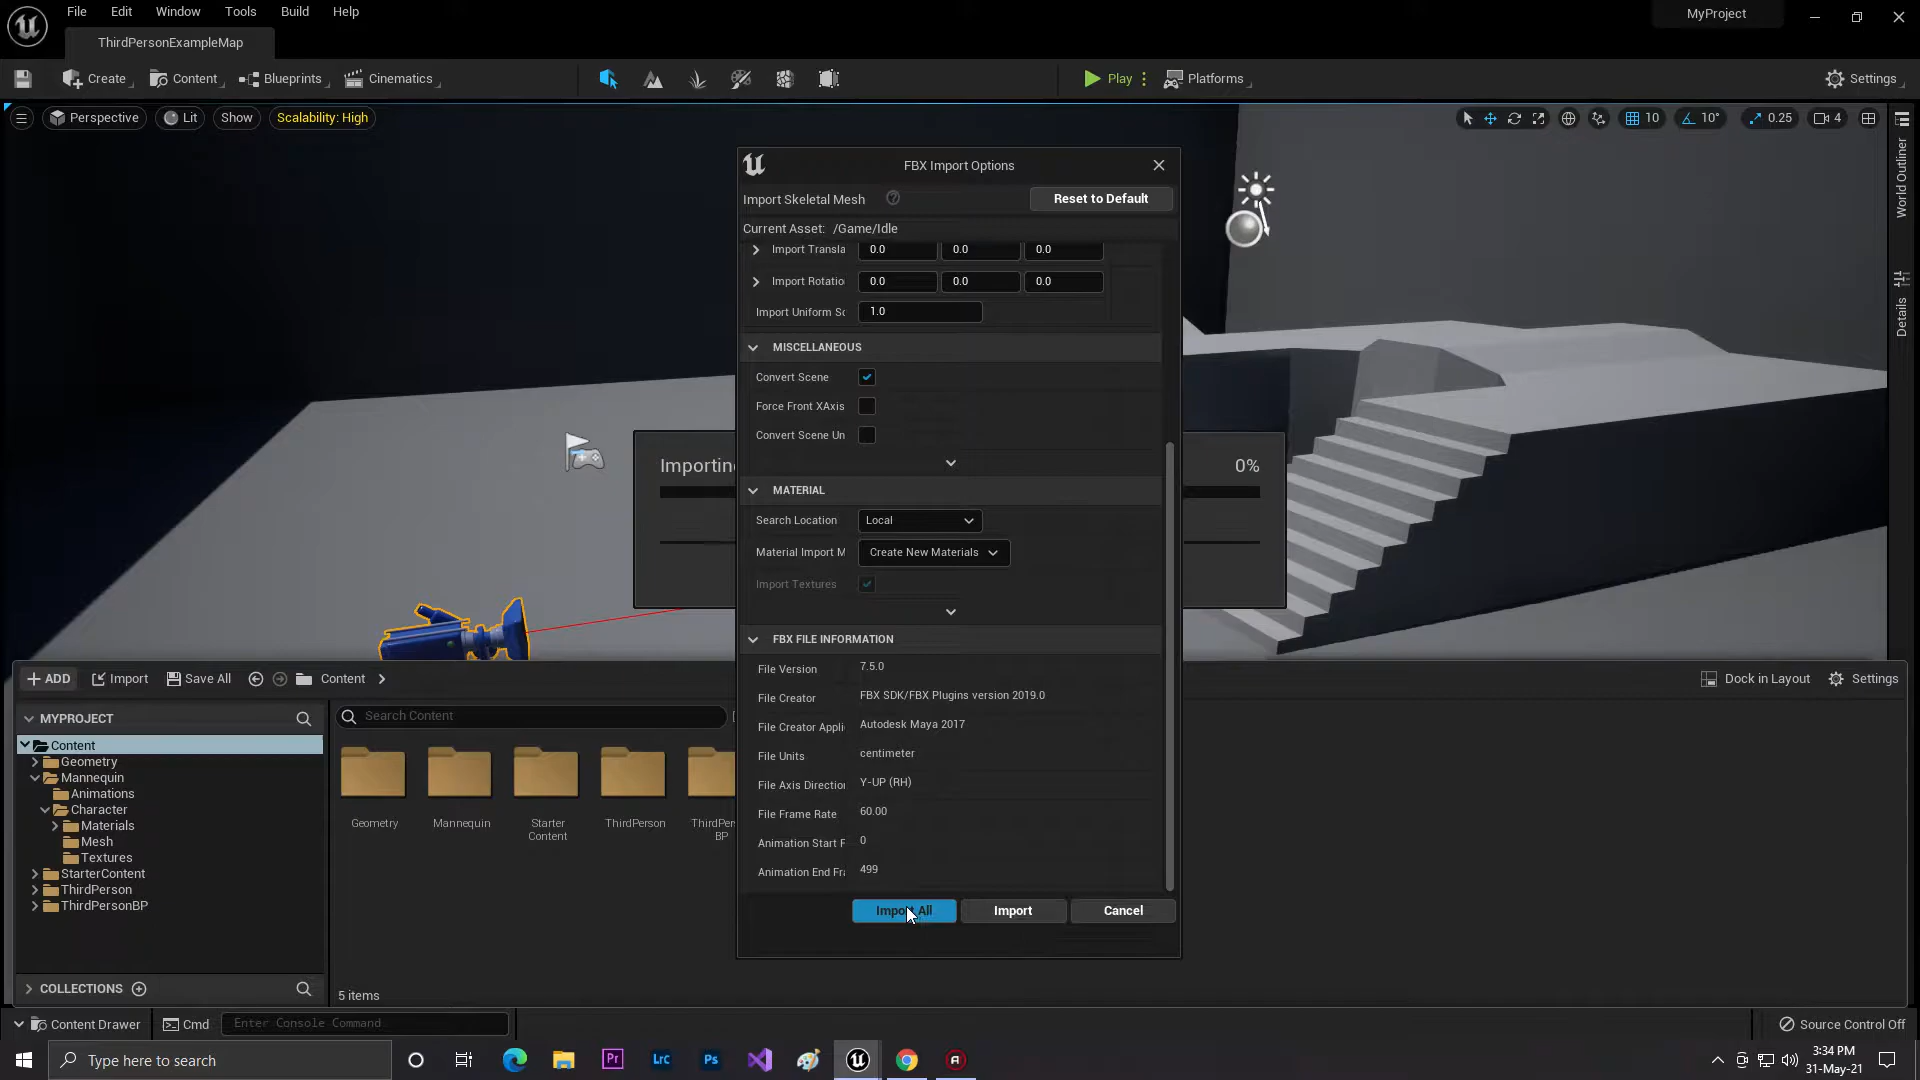 File Edit Window Tools Build Help
MyProject
ThirdPersonExampleMap
Create Content Blueprints Cinematics Play Platforms Settings
Perspective Lit Show Scalability: High
10 10° 0.25 4
World Outliner
Details
FBX Import Options
Import Skeletal Mesh Reset to Default
Current Asset: /Game/Idle
Import Transla 0.0 0.0 0.0
Import Rotatio 0.0 0.0 0.0
Import Uniform Sc 1.0
MISCELLANEOUS
Convert Scene
Force Front XAxis
Convert Scene Un
Importin 0%
MATERIAL
Search Location Local
Material Import M Create New Materials
Import Textures
FBX FILE INFORMATION
File Version 7.5.0
File Creator FBX SDK/FBX Plugins version 2019.0
File Creator Appli Autodesk Maya 2017
File Units centimeter
File Axis Direction Y-UP (RH)
File Frame Rate 60.00
Animation Start F 0
Animation End Fra 499
Import All Import Cancel
ADD Import Save All Content Dock in Layout Settings
MYPROJECT
Search Content
Content
Geometry
Mannequin
Animations
Character
Materials
Mesh
Textures
StarterContent
ThirdPerson
ThirdPersonBP
Geometry Mannequin Starter Content ThirdPerson ThirdPer BP
COLLECTIONS
5 items
Content Drawer Cmd Enter Console Command Source Control Off
Type here to search
Pr Lrc Ps
3:34 PM
31-May-21